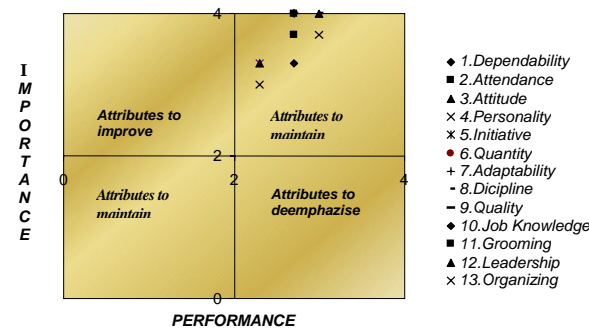 4
I
M
P
O
R
T
A
N
C
E
Attributes to
improve
Attributes to
maintain
0
2
2
4
Attributes to
maintain
Attributes to
deemphazise
0
PERFORMANCE
1.Dependability
2.Attendance
3.Attitude
4.Personality
5.Initiative
6.Quantity
7.Adaptability
8.Dicipline
9.Quality
10.Job Knowledge
11.Grooming
12.Leadership
13.Organizing